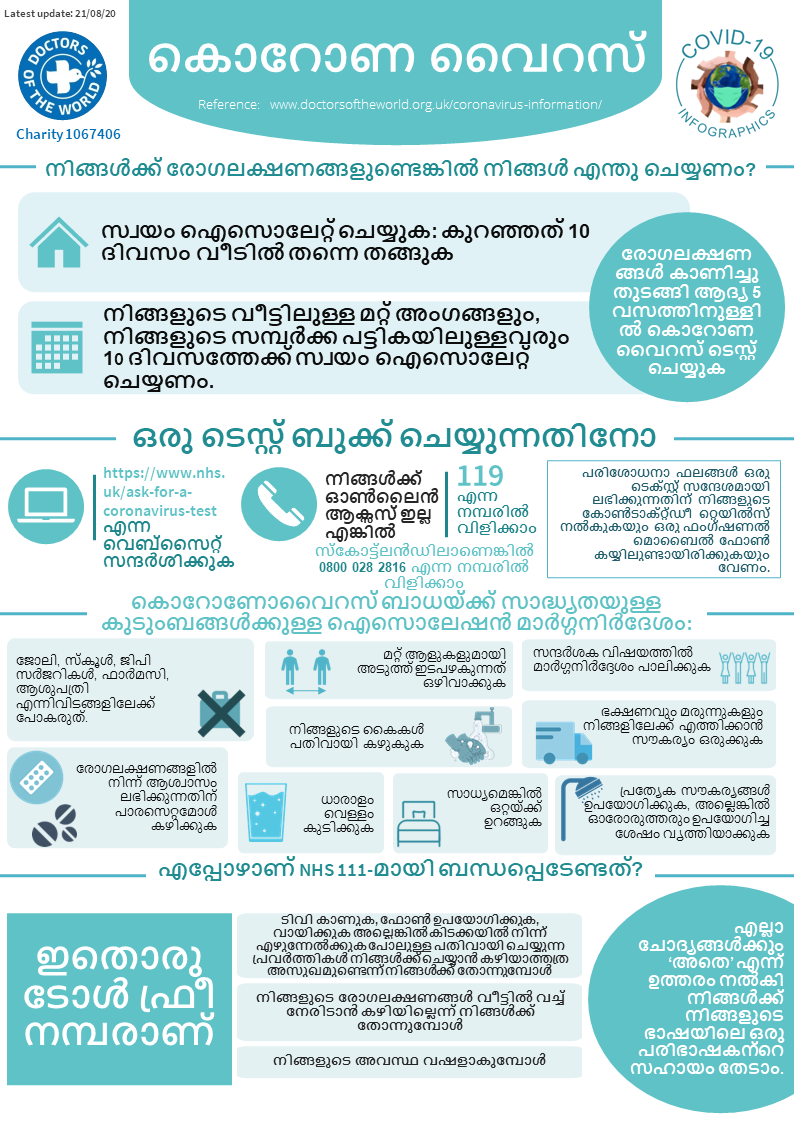 Latest update: 21/08/20
DOCTORS OF THE WORLD
Charity 1067406
കൊറോണ വൈറസ്
Reference: www.doctorsoftheworld.org.uk/coronavirus-information/
COVID-19
INFOGRAPHICS
നിങ്ങൾക്ക് രോഗലക്ഷണങ്ങളുണ്ടെങ്കിൽ നിങ്ങൾ എന്തു ചെയ്യണം?
സ്വയം ഐസൊലേറ്റ് ചെയ്യുക: കുറഞ്ഞത് 10
ദിവസം വീടിൽ തന്നെ തങ്ങുക
നിങ്ങളുടെ വീട്ടിലുള്ള മറ്റ് അംഗങ്ങളും,
നിങ്ങളുടെ സമ്പർക്ക പട്ടികയിലുള്ളവരും
10 ദിവസത്തേക്ക് സ്വയം ഐസൊലേറ്റ്
ചെയ്യണം.
രോഗലക്ഷണ
ങ്ങൾ കാണിച്ചു
തുടങ്ങി ആദ്യ 5
വസത്തിനുള്ളി
ൽ കൊറോണ
വൈറസ് ടെസ്റ്റ്
ചെയ്യുക
ഒരു ടെസ്റ്റ് ബുക്ക് ചെയ്യുന്നതിനോ
https://www.nhs.
uk/ask-for-a-
coronavirus-test
എന്ന
വെബ്സൈറ്റ്
സന്ദർശിക്കുക
നിങ്ങൾക്ക്
ഓൺലൈൻ
ആക്സസ് ഇല്ല
എങ്കിൽ
119
എന്ന
നമ്പരിൽ
വിളിക്കാം
സ്കോട്ട്ലൻഡിലാണെങ്കിൽ
0800 028 2816 എന്ന നമ്പരിൽ
വിളിക്കാം
പരിശോധനാ ഫലങ്ങൾ ഒരു
ടെക്സ്റ്റ് സന്ദേശമായി
ലഭിക്കുന്നതിന് നിങ്ങളുടെ
കോൺടാക്റ്റ്ഡീ റ്റെയിൽസ്
നൽകുകയും ഒരു ഫംഗ്ഷണൽ
മൊബൈൽ ഫോൺ
കയ്യിലുണ്ടായിരിക്കുകയും
വേണം.
കൊറോണോവൈറസ് ബാധയ്ക്ക് സാദ്ധ്യതയുള്ള
കുടുംബങ്ങൾക്കുള്ള ഐസൊലേഷൻ മാർഗ്ഗനിർദേശം:
ജോലി, സ്കൂൾ, ജിപി
സർജറികൾ, ഫാർമസി,
ആശുപത്രി
എന്നിവിടങ്ങളിലേക്ക്
പോകരുത്.
മറ്റ് ആളുകളുമായി
അടുത്ത് ഇടപഴകുന്നത്
ഒഴിവാക്കുക
സന്ദർശക വിഷയത്തിൽ
മാർഗ്ഗനിർദ്ദേശം പാലിക്കുക
നിങ്ങളുടെ കൈകൾ
പതിവായി കഴുകുക
ഭക്ഷണവും മരുന്നുകളും
നിങ്ങളിലേക്ക് എത്തിക്കാൻ
സൗകര്യം ഒരുക്കുക
രോഗലക്ഷണങ്ങളിൽ
നിന്ന് ആശ്വാസം
ലഭിക്കുന്നതിന്
പാരസെറ്റമോൾ
കഴിക്കുക
ധാരാളം
വെള്ളം
കുടിക്കുക
സാധ്യമെങ്കിൽ
ഒറ്റയ്ക്ക്
ഉറങ്ങുക
പ്രത്യേക സൗകര്യങ്ങൾ
ഉപയോഗിക്കുക, അല്ലെങ്കിൽ
ഓരോരുത്തരും ഉപയോഗിച്ച
ശേഷം വൃത്തിയാക്കുക
എപ്പോഴാണ് NHS 111-മായി ബന്ധപ്പെടേണ്ടത്?
ഇതൊരു
ടോൾ ഫ്രീ
നമ്പരാണ്
ടിവി കാണുക, ഫോൺ ഉപയോഗിക്കുക,
വായിക്കുക അല്ലെങ്കിൽ കിടക്കയിൽ നിന്ന്
എഴുന്നേൽക്കുക പോലുള്ള പതിവായി ചെയ്യുന്ന
പ്രവർത്തികൾ നിങ്ങൾക്ക് ചെയ്യാൻ കഴിയാത്തത്ര
അസുഖമുണ്ടെന്ന് നിങ്ങൾക്ക് തോന്നുമ്പോൾ
നിങ്ങളുടെ രോഗലക്ഷണങ്ങൾ വീട്ടിൽ വച്ച്
നേരിടാൻ കഴിയില്ലെന്ന് നിങ്ങൾക്ക്
തോന്നുമ്പോൾ
നിങ്ങളുടെ അവസ്ഥ വഷളാകുമ്പോൾ
എല്ലാ
ചോദ്യങ്ങൾക്കും
‘അതെ’ എന്ന്
ഉത്തരം നൽകി
നിങ്ങൾക്ക്
നിങ്ങളുടെ
ഭാഷയിലെ ഒരു
പരിഭാഷകന്റെ
സഹായം തേടാം.